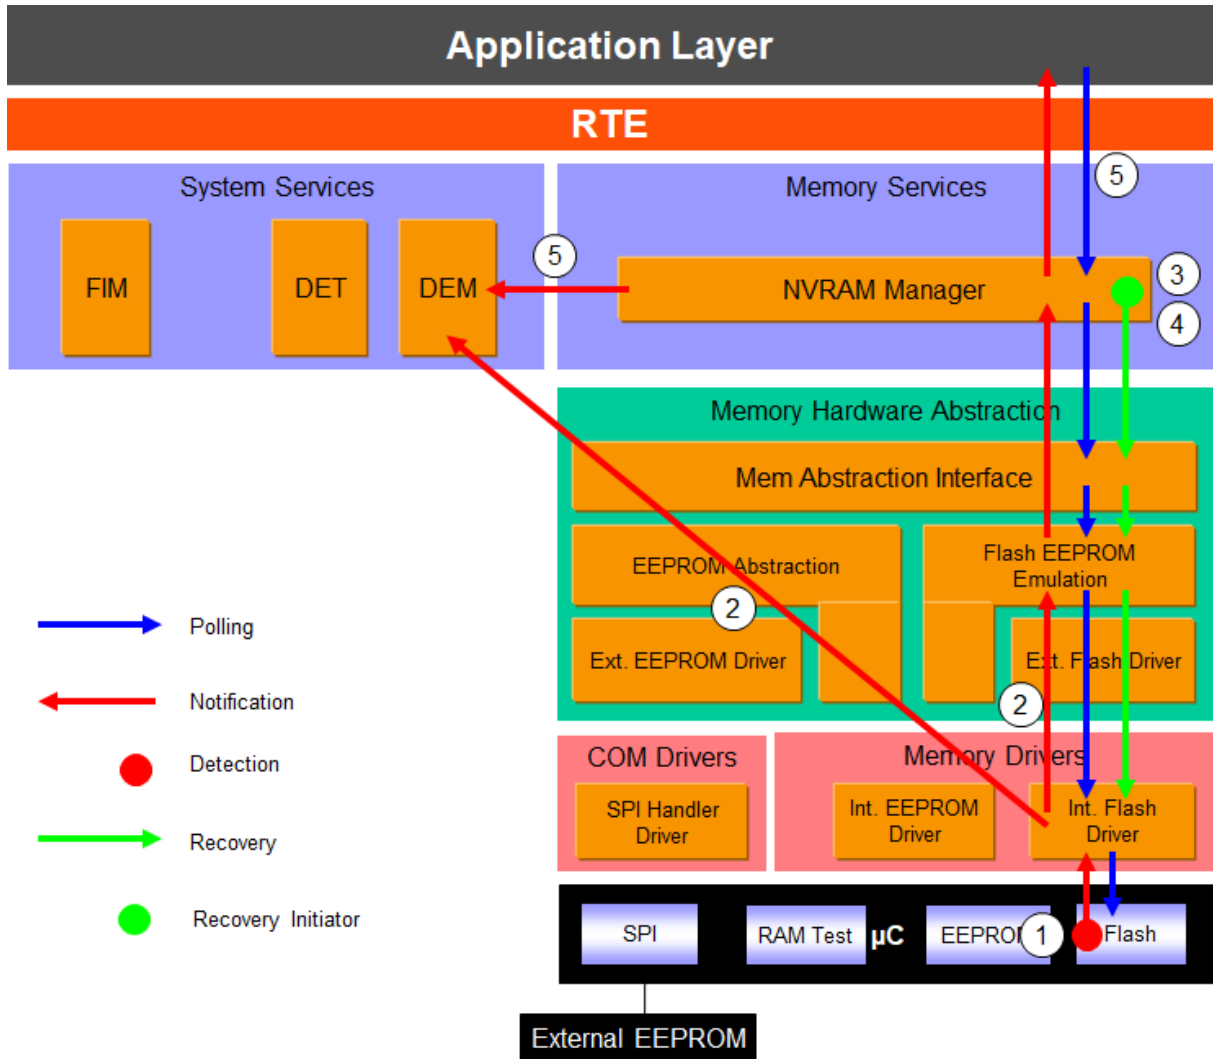 Application Layer
RTE
System Services
Memory Services
5
FIM
DET
DEM
5
NVRAM Manager
3
4
Memory Hardware Abstraction
Mem Abstraction Interface
EEPROM Abstraction
Flash EEPROM
Emulation
2
Ext. EEPROM Driver
Ext. Flash Driver
2
Polling
Notification
Detection
Recovery
Recovery Initiator
COM Drivers
Memory Drivers
SPI Handler
Driver
Int. EEPROM
Driver
Int. Flash
Driver
SPI
RAM Test
µC
EEPROM
1
Flash
External EEPROM